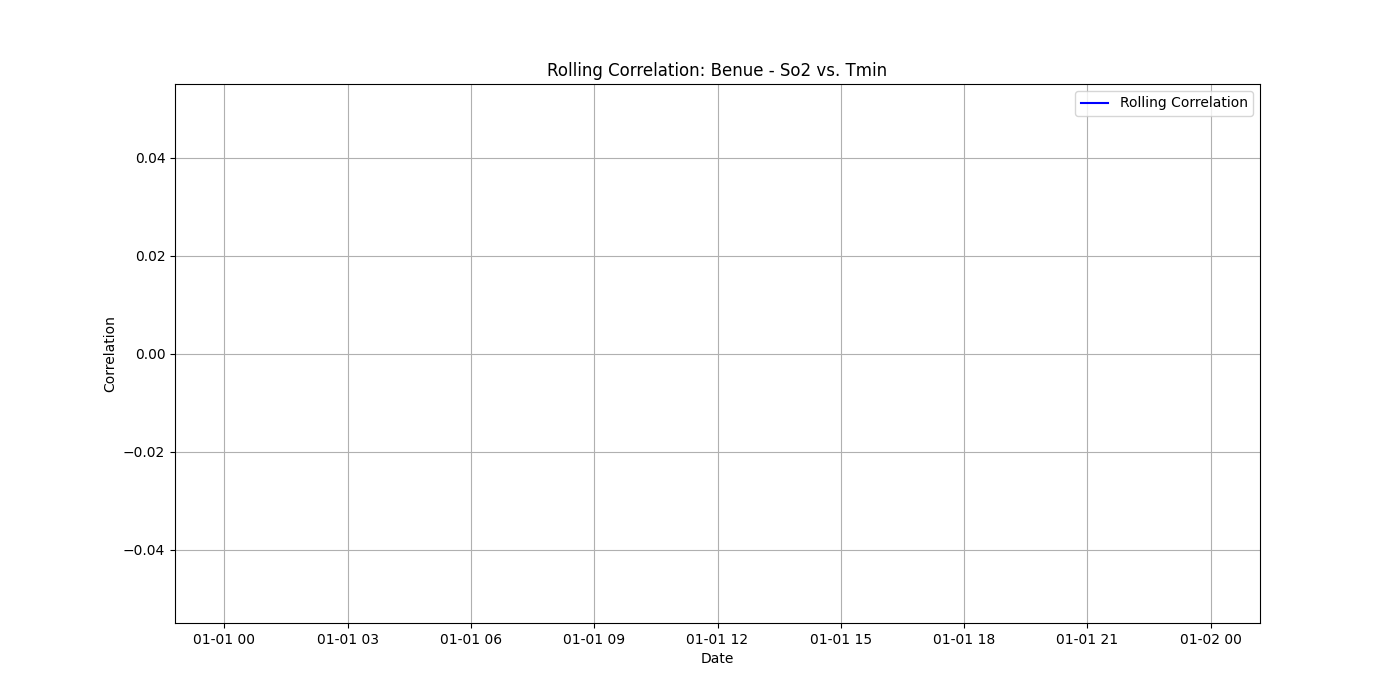 Rolling Correlation: Benue - So2 vs. Tmin
Rolling Correlation
0.04
0.02
0.00
−0.02
−0.04
Correlation
01-01 00 01-01 03 01-01 06 01-01 09 01-01 12 01-01 15 01-01 18 01-01 21 01-02 00
Date